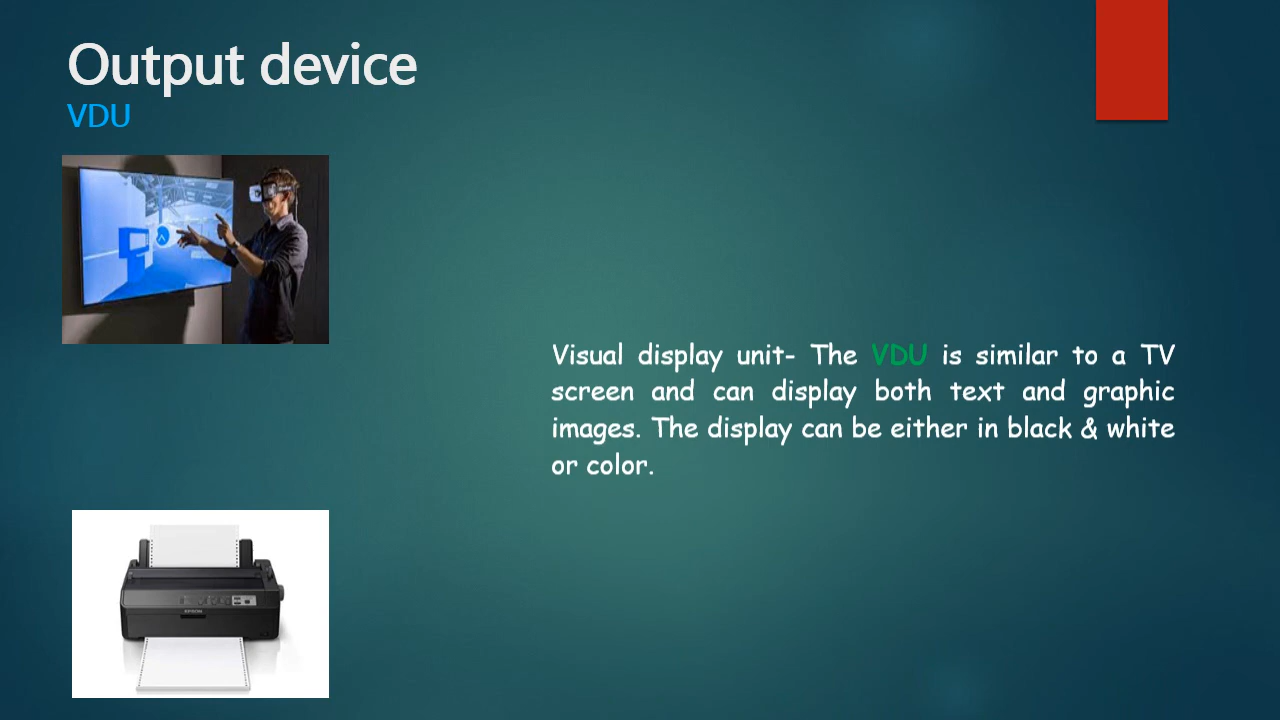 Output device
VDU
Visual display unit- The VDU is similar to a TV
screen and can display both text and graphic
images. The display can be either in black & white
or color.
EPSON